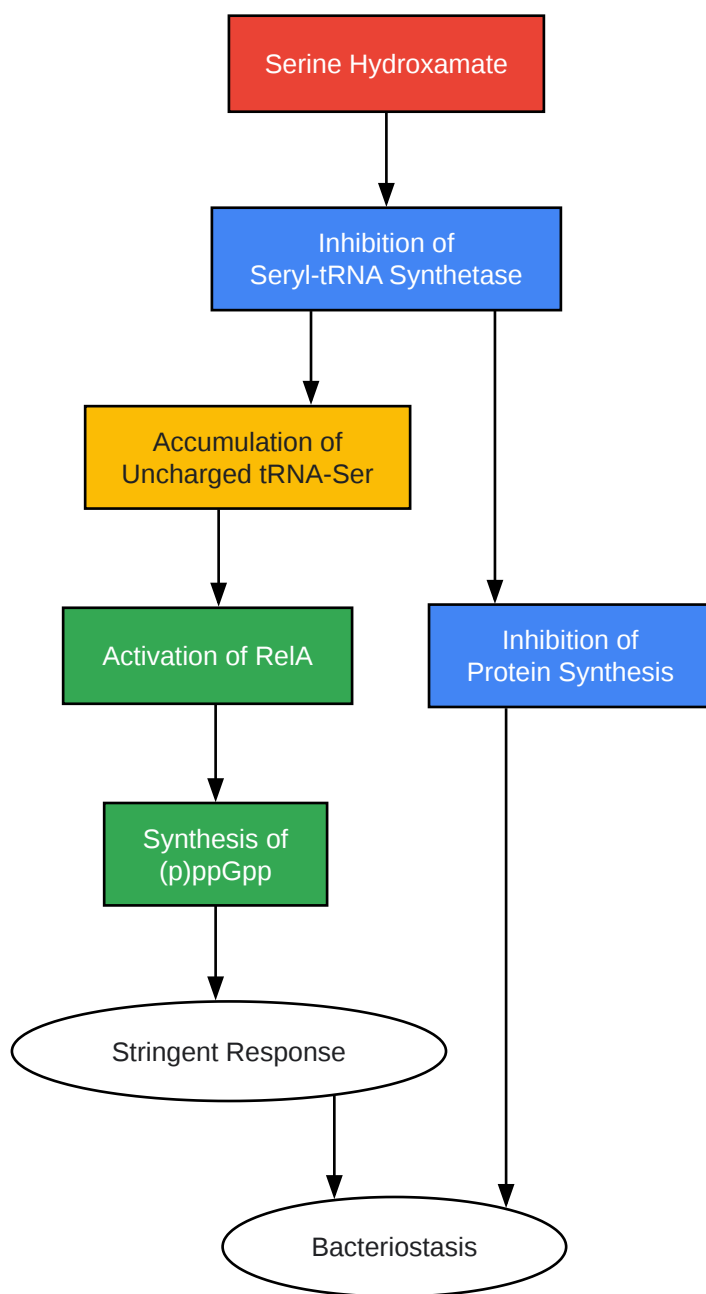 Serine Hydroxamate
Inhibition of
Seryl-tRNA Synthetase
Accumulation of
Uncharged tRNA-Ser
Activation of RelA
Inhibition of
Protein Synthesis
Synthesis of
(p)ppGpp
Stringent Response
Bacteriostasis